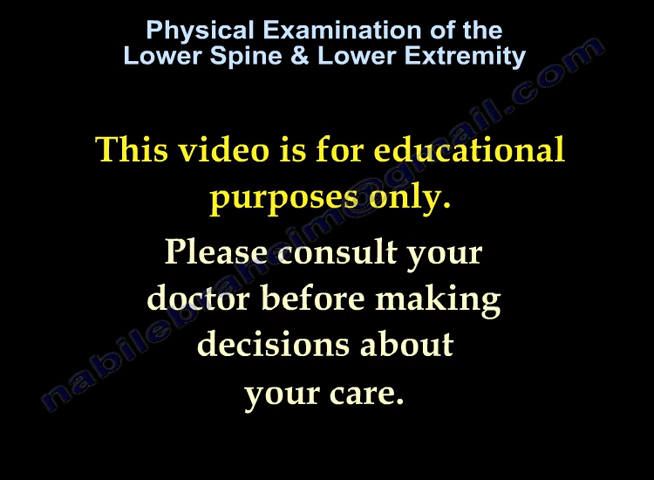 Physical Examination of the
Lower Spine & Lower Extremity
This video is for educational
purposes only.
Please consult your
doctor before making
decisions about
your care.
nabilebraheim@gmail.com